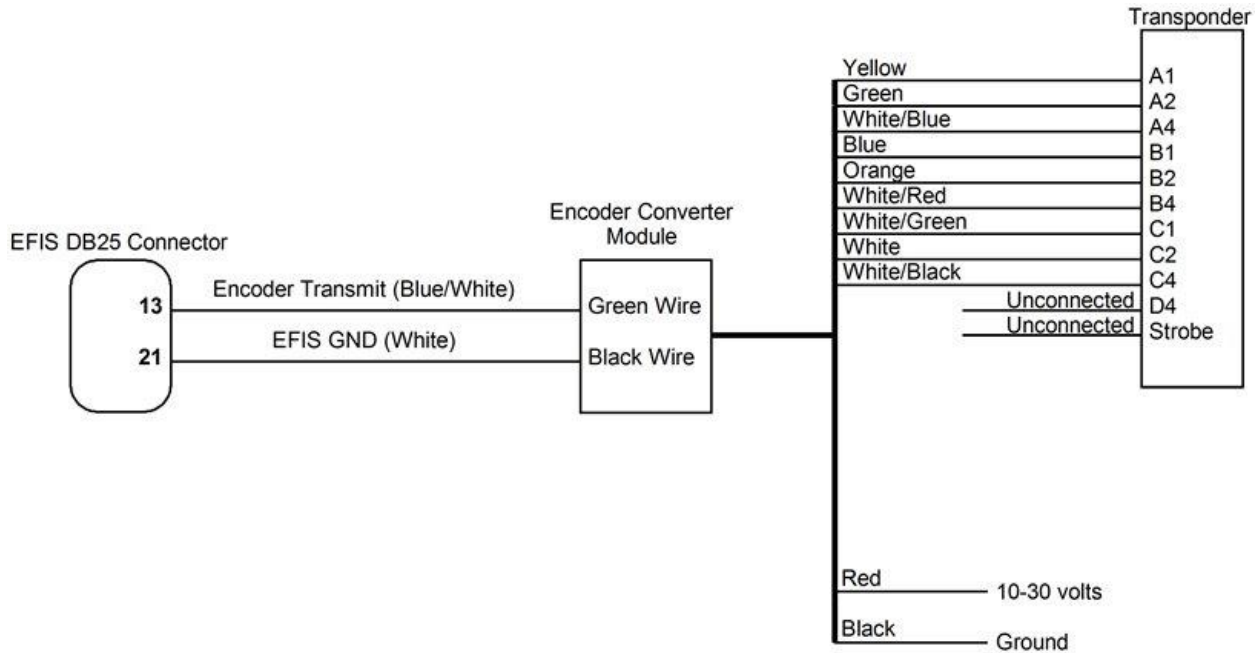 Transponder
Yellow
A1
Green
A2
White/Blue
A4
Blue
B1
Orange
B2
White/Red
B4
White/Green
C1
White
C2
White/Black
C4
Unconnected
D4
Unconnected
Strobe
Encoder Converter
Module
EFIS DB25 Connector
13
Encoder Transmit (Blue/White)
Green Wire
21
EFIS GND (White)
Black Wire
Red
10-30 volts
Black
Ground